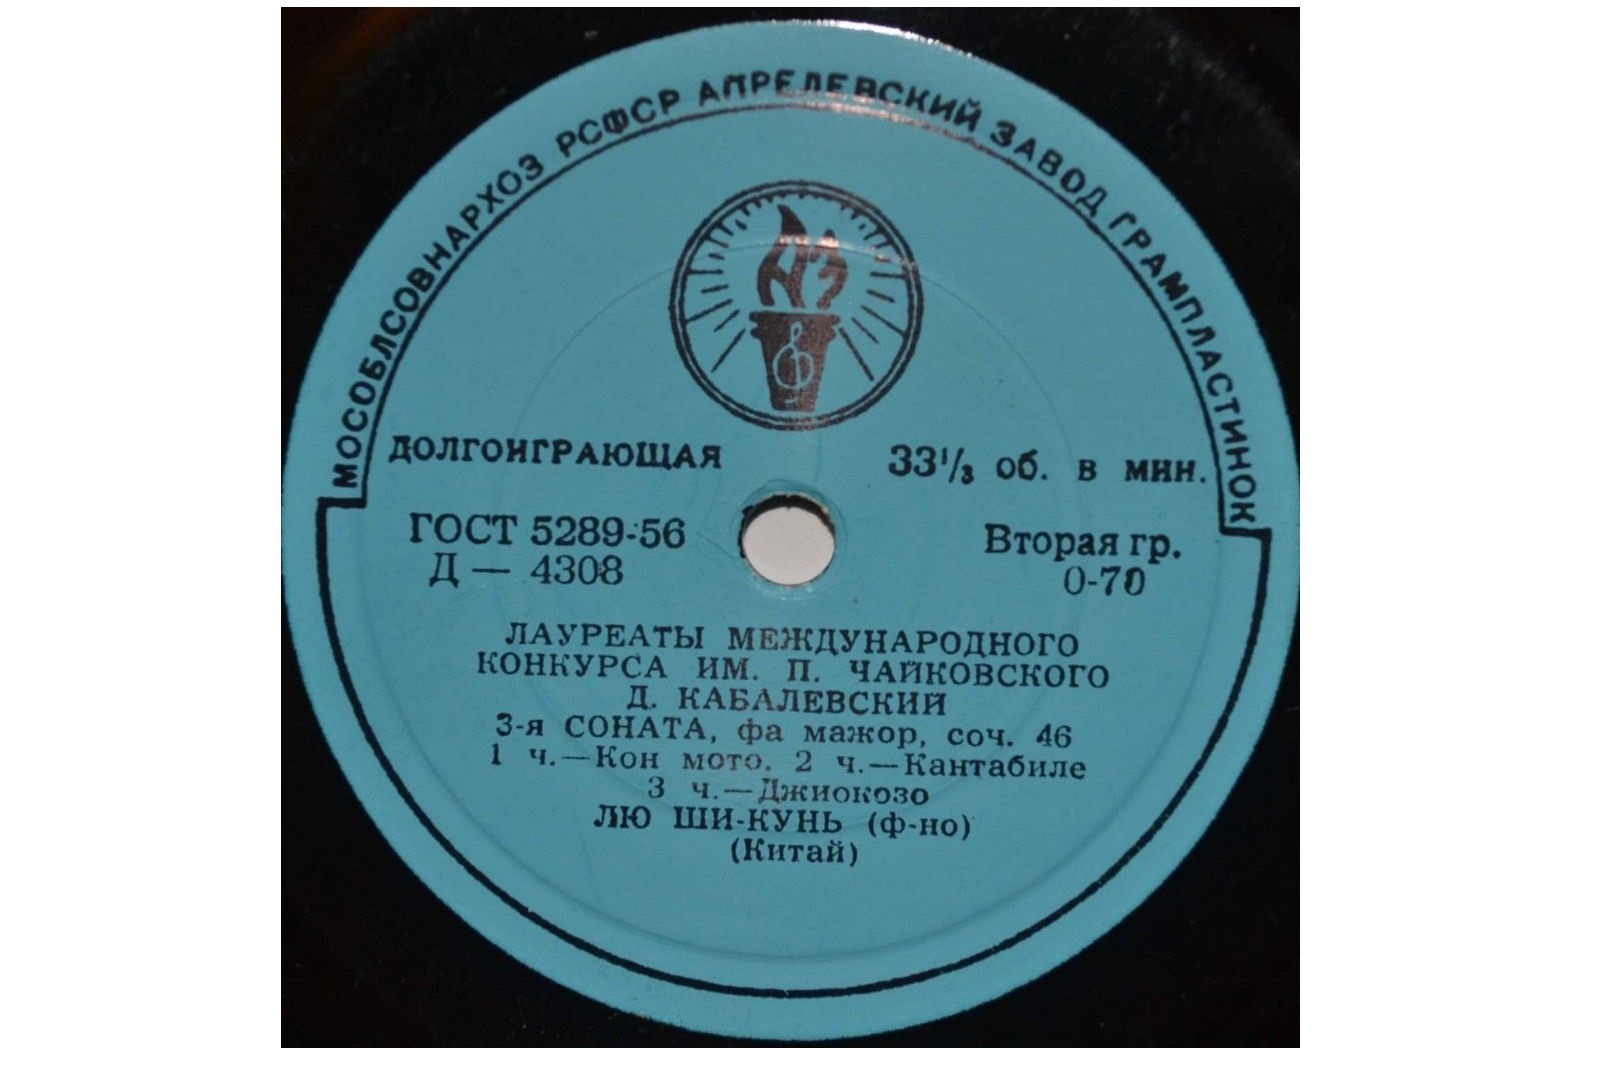 МОСОБЛСОВНАРХОЗ РСФСР АПРЕЛЕВСКИЙ ЗАВОД ГРАМПЛАСТИНОК
АЗ
ДОЛГОИГРАЮЩАЯ 33⅓ об. в мин.
ГОСТ 5289-56 Вторая гр.
Д — 4308 0-70
ЛАУРЕАТЫ МЕЖДУНАРОДНОГО
КОНКУРСА ИМ. П. ЧАЙКОВСКОГО
Д. КАБАЛЕВСКИЙ
3-я СОНАТА, фа мажор, соч. 46
1 ч.—Кон мото. 2 ч.—Кантабиле
3 ч.—Джиокозо
ЛЮ ШИ-КУНЬ (ф-но)
(Китай)